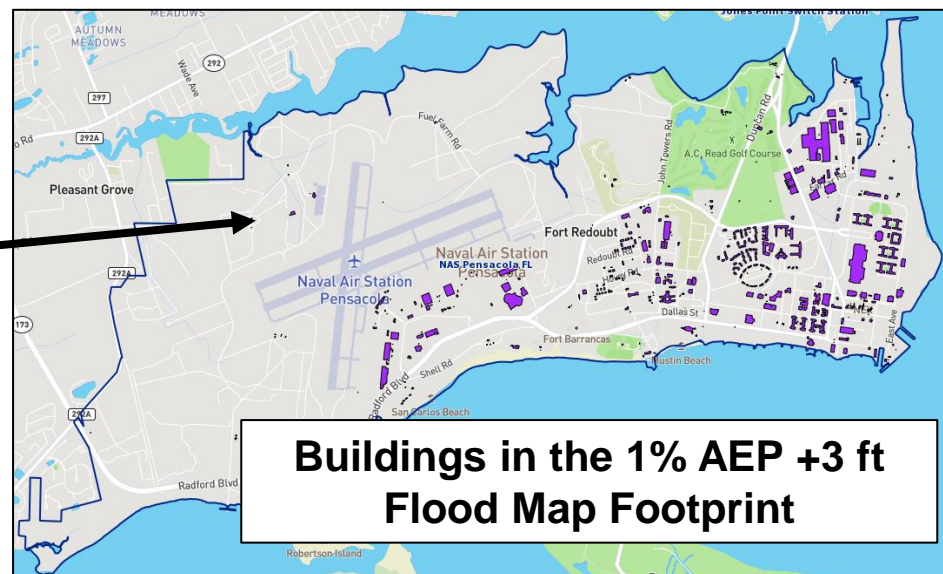 MEADOWS
Jones Point Switch Station
AUTUMN
MEADOWS
292
Wade Ave
297
292A
Rd
Fuel Farm Rd
John Towers Rd
Duncan Rd
A.C. Read Golf Course
Pleasant Grove
Fort Redoubt
Redoubt Rd
Hovey Rd
292A
Naval Air Station
Pensacola
NAS Pensacola FL
Naval Air Station
Pensacola
173
Dallas St
East Ave
Fort Barrancas
Shell Rd
Mustin Beach
Radford Blvd
San Carlos Beach
292A
Radford Blvd
Buildings in the 1% AEP +3 ft
Flood Map Footprint
Robertson Island